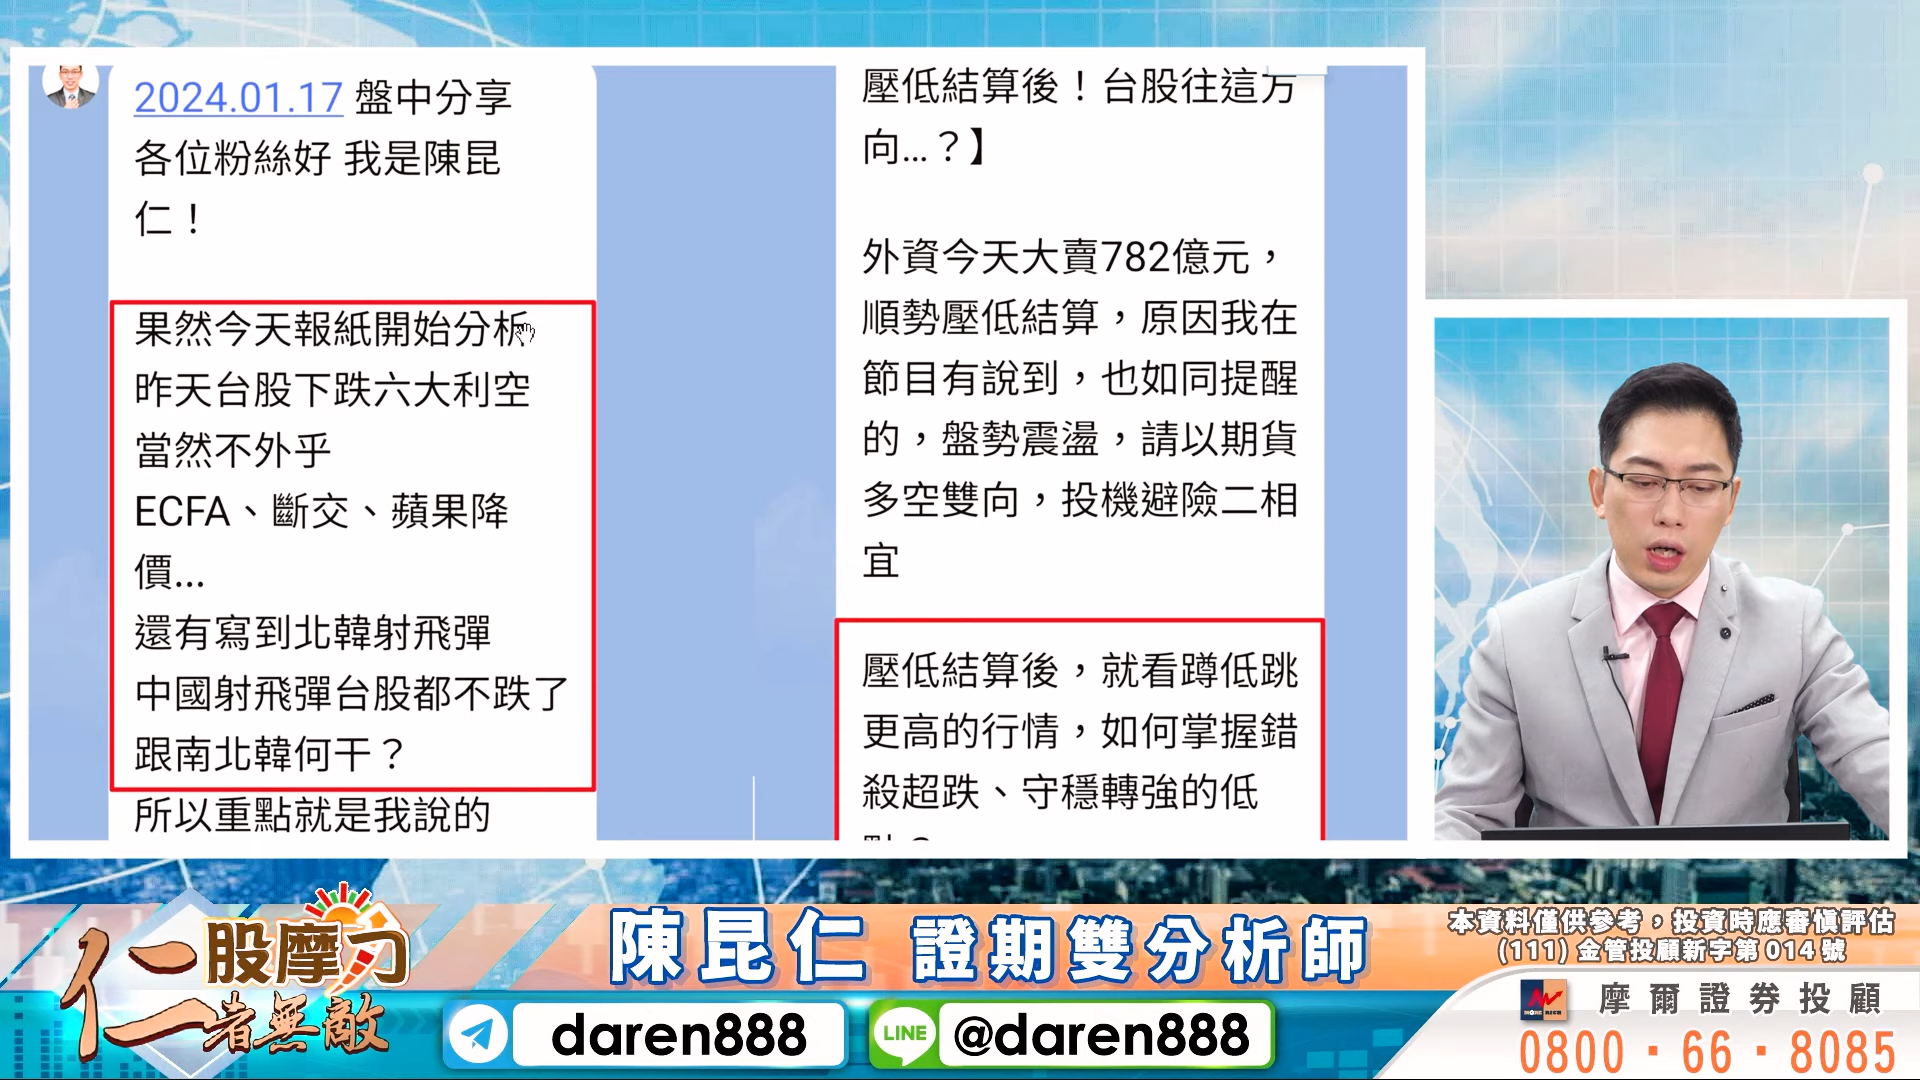 2024.01.17 盤中分享
各位粉絲好 我是陳昆
仁！
果然今天報紙開始分析
昨天台股下跌六大利空
當然不外乎
ECFA、斷交、蘋果降
價...
還有寫到北韓射飛彈
中國射飛彈台股都不跌了
跟南北韓何干？
所以重點就是我說的
壓低結算後！台股往這方
向...？】
外資今天大賣782億元，
順勢壓低結算，原因我在
節目有說到，也如同提醒
的，盤勢震盪，請以期貨
多空雙向，投機避險二相
宜
壓低結算後，就看蹲低跳
更高的行情，如何掌握錯
殺超跌、守穩轉強的低
仁股摩力
仁者無敵
陳昆仁 證期雙分析師
daren888
LINE
@daren888
本資料僅供參考，投資時應審慎評估
(111) 金管投顧新字第014號
MORE RICH
摩爾證券投顧
0800・66・8085